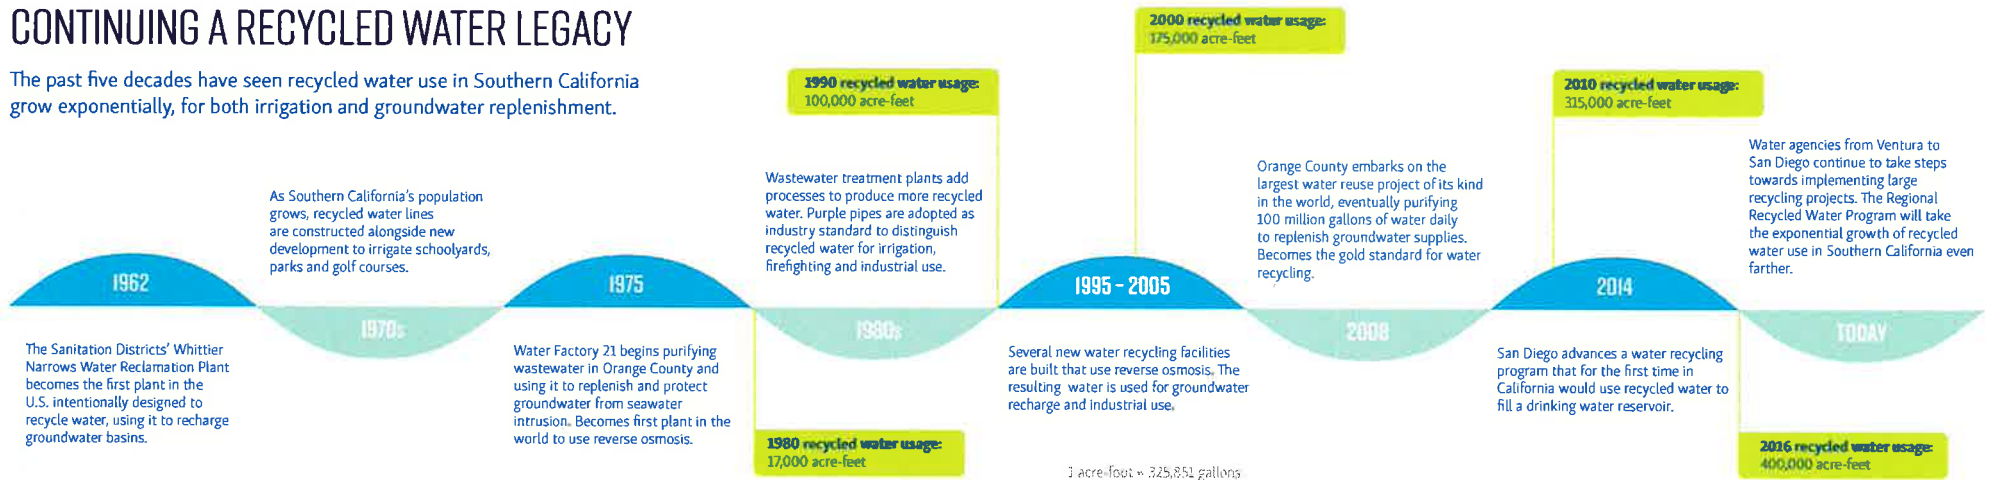 CONTINUING A RECYCLED WATER LEGACY
The past five decades have seen recycled water use in Southern California
grow exponentially, for both irrigation and groundwater replenishment.
1962
The Sanitation Districts' Whittier
Narrows Water Reclamation Plant
becomes the first plant in the
U.S. intentionally designed to
recycle water, using it to recharge
groundwater basins.
As Southern California's population
grows, recycled water lines
are constructed alongside new
development to irrigate schoolyards,
parks and golf courses.
1970s
1975
Water Factory 21 begins purifying
wastewater in Orange County and
using it to replenish and protect
groundwater from seawater
intrusion. Becomes first plant in the
world to use reverse osmosis.
1980 recycled water usage:
17,000 acre-feet
Wastewater treatment plants add
processes to produce more recycled
water. Purple pipes are adopted as
industry standard to distinguish
recycled water for irrigation,
firefighting and industrial use.
1980s
1990 recycled water usage:
100,000 acre-feet
1995 - 2005
Several new water recycling facilities
are built that use reverse osmosis. The
resulting water is used for groundwater
recharge and industrial use.
2000 recycled water usage:
175,000 acre-feet
Orange County embarks on the
largest water reuse project of its kind
in the world, eventually purifying
100 million gallons of water daily
to replenish groundwater supplies.
Becomes the gold standard for water
recycling.
2008
2014
San Diego advances a water recycling
program that for the first time in
California would use recycled water to
fill a drinking water reservoir.
2010 recycled water usage:
315,000 acre-feet
Water agencies from Ventura to
San Diego continue to take steps
towards implementing large
recycling projects. The Regional
Recycled Water Program will take
the exponential growth of recycled
water use in Southern California even
farther.
TODAY
2016 recycled water usage:
400,000 acre-feet
1 acre-foot = 325,851 gallons